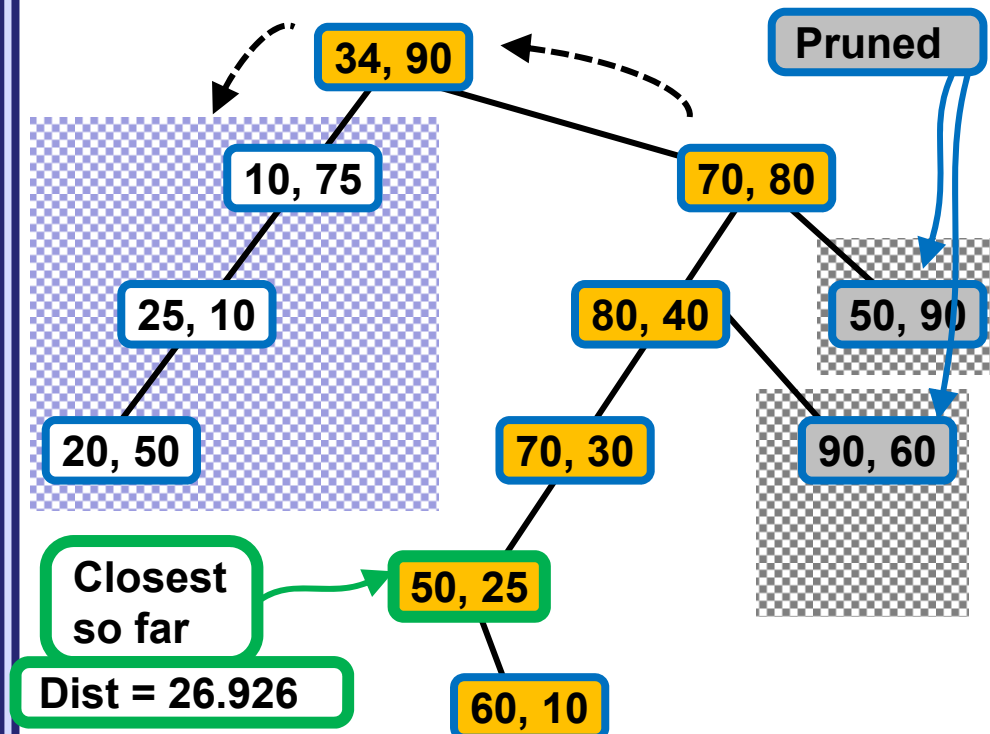 34, 90
Pruned
10, 75
70, 80
25, 10
80, 40
50, 90
20, 50
70, 30
90, 60
Closest
so far
50, 25
Dist = 26.926
60, 10